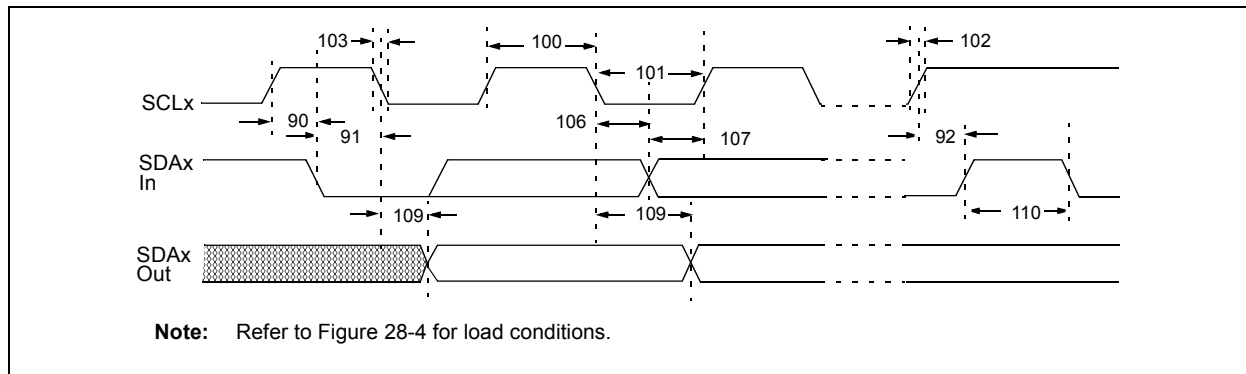 103
100
102
101
SCLx
90
91
106
107
92
SDAx
In
109
109
110
SDAx
Out
Note: Refer to Figure 28-4 for load conditions.